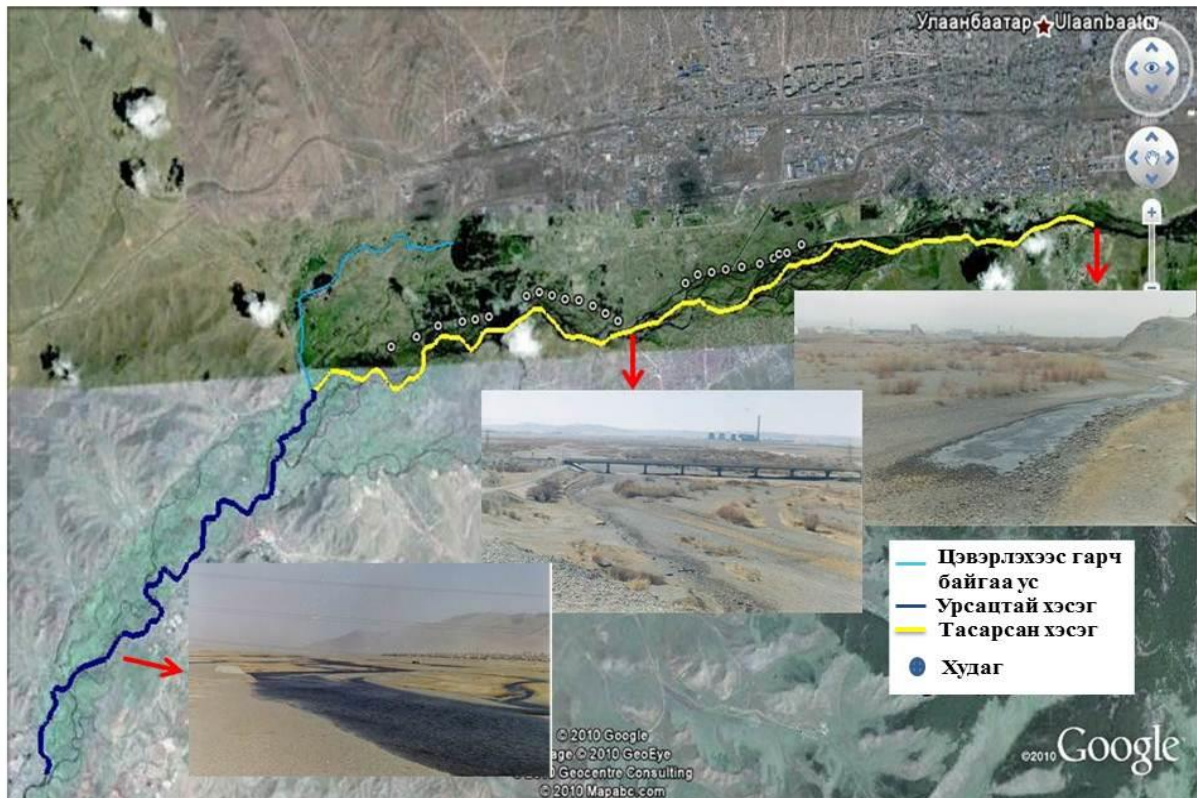 Улаанбаатар Ulaanbaatar
N
Цэвэрлэхээс гарч
байгаа ус
Урсацтай хэсэг
Тасарсан хэсэг
Худаг
© 2010 Google
age © 2010 GeoEye
Geocentre Consulting
© 2010 Mapabc.com
©2010 Google